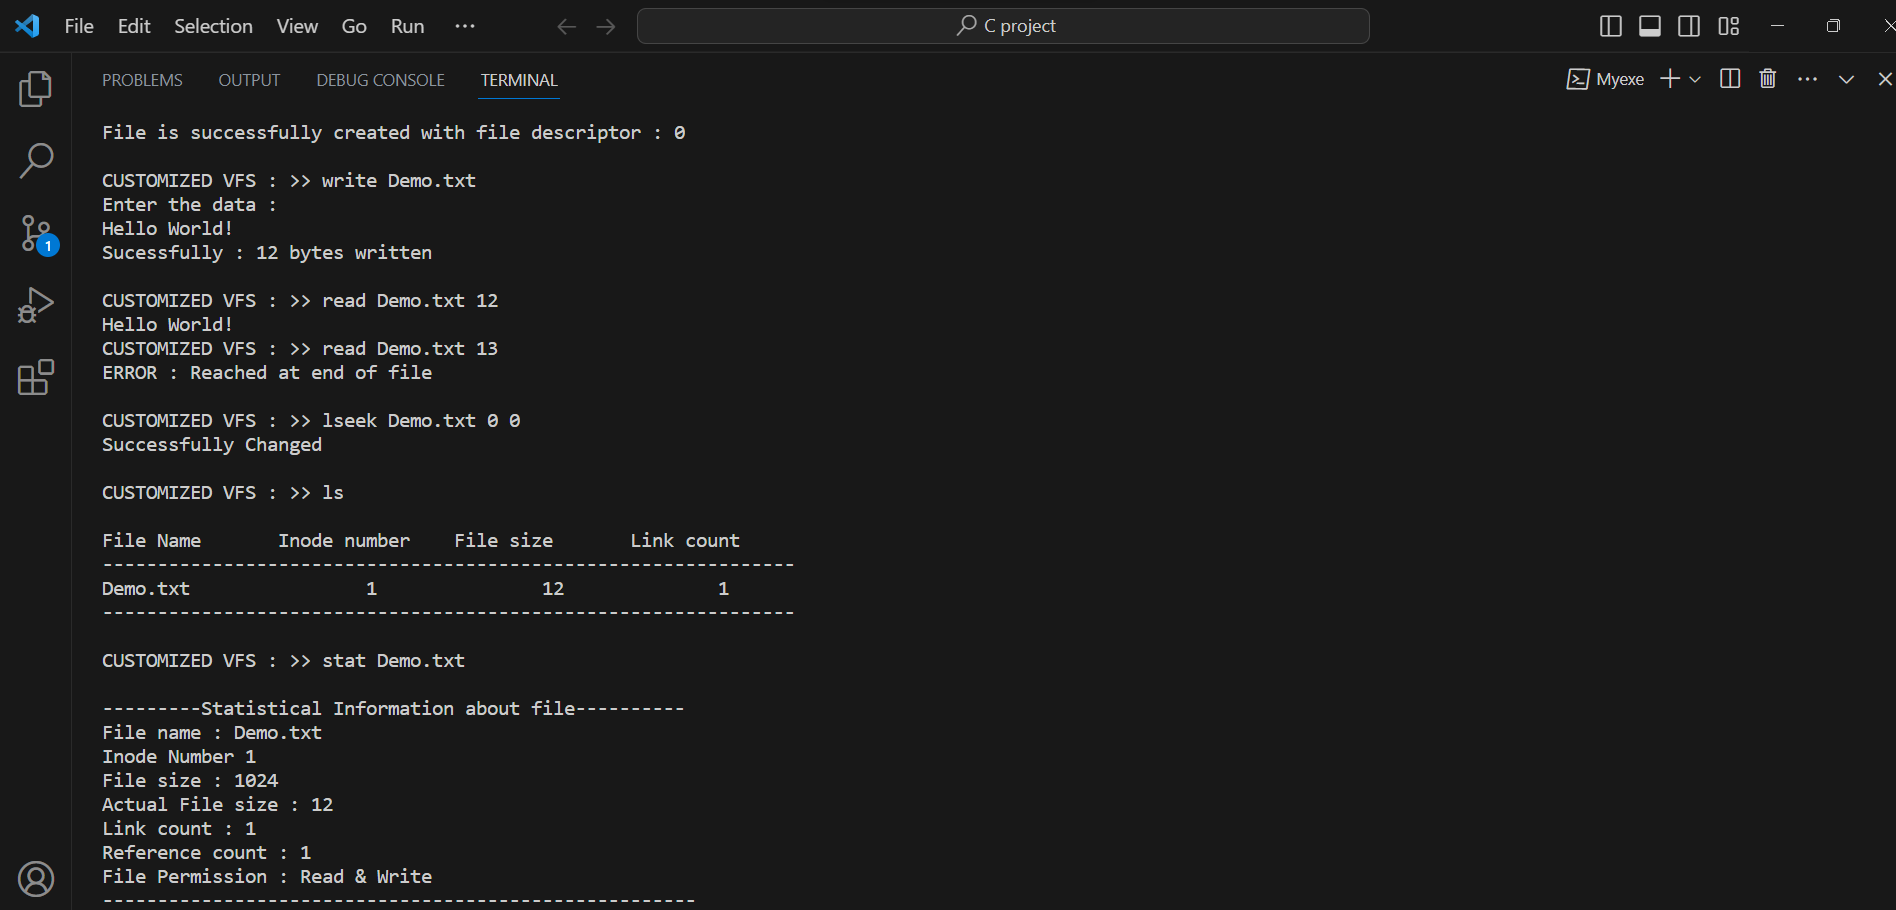 File Edit Selection View Go Run ···
C project
PROBLEMS OUTPUT DEBUG CONSOLE TERMINAL
Myexe
File is successfully created with file descriptor : 0
CUSTOMIZED VFS : >> write Demo.txt
Enter the data :
Hello World!
Sucessfully : 12 bytes written
CUSTOMIZED VFS : >> read Demo.txt 12
Hello World!
CUSTOMIZED VFS : >> read Demo.txt 13
ERROR : Reached at end of file
CUSTOMIZED VFS : >> lseek Demo.txt 0 0
Successfully Changed
CUSTOMIZED VFS : >> ls
File Name Inode number File size Link count
---------------------------------------------------------------
Demo.txt 1 12 1
---------------------------------------------------------------
CUSTOMIZED VFS : >> stat Demo.txt
---------Statistical Information about file----------
File name : Demo.txt
Inode Number 1
File size : 1024
Actual File size : 12
Link count : 1
Reference count : 1
File Permission : Read & Write
------------------------------------------------------
1